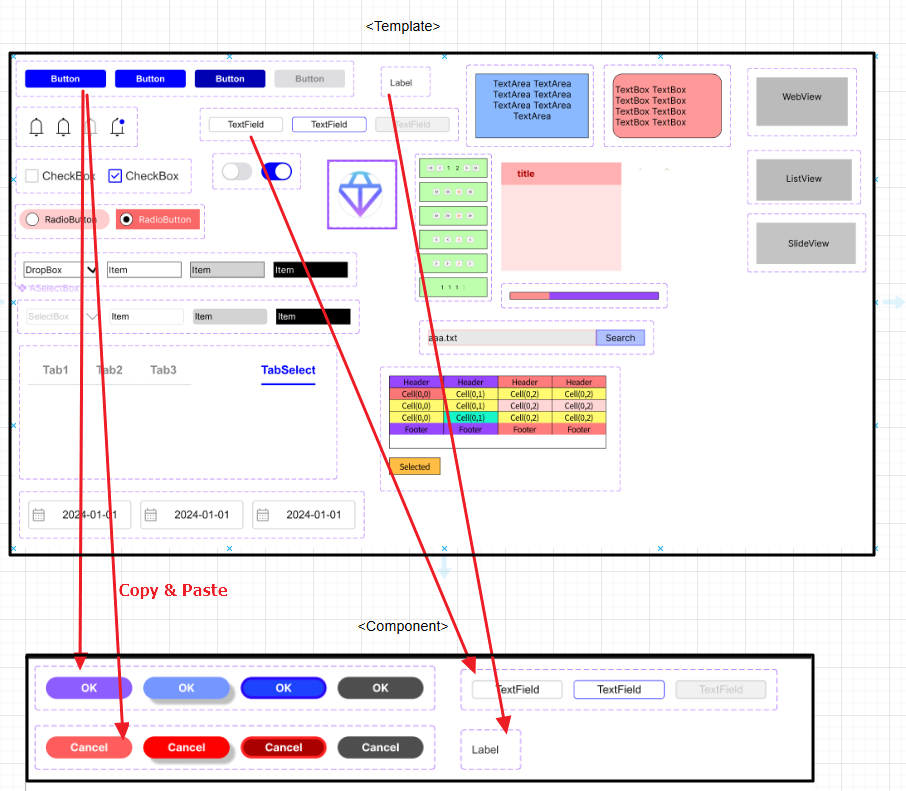 <Template>
Button
Button
Button
Button
Label
TextArea TextArea
TextArea TextArea
TextArea TextArea
TextArea
TextBox TextBox
TextBox TextBox
TextBox TextBox
TextBox TextBox
WebView
TextField
TextField
TextField
CheckBox
CheckBox
1 2
title
ListView
RadioButton
RadioButton
SlideView
DropBox
Item
Item
Item
ASelectBox
1 1 1
SelectBox
Item
Item
Item
aaa.txt
Search
Tab1
Tab2
Tab3
TabSelect
Header
Header
Header
Header
Cell(0,0)
Cell(0,1)
Cell(0,2)
Cell(0,2)
Cell(0,0)
Cell(0,1)
Cell(0,2)
Cell(0,2)
Cell(0,0)
Cell(0,1)
Cell(0,2)
Cell(0,2)
Footer
Footer
Footer
Footer
Selected
2024-01-01
2024-01-01
2024-01-01
Copy & Paste
<Component>
OK
OK
OK
OK
TextField
TextField
TextField
Cancel
Cancel
Cancel
Cancel
Label